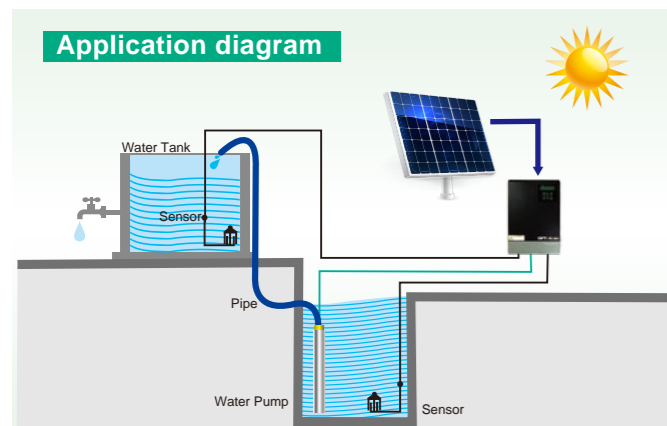 Application diagram
Water Tank
Sensor
Pipe
Water Pump
Sensor